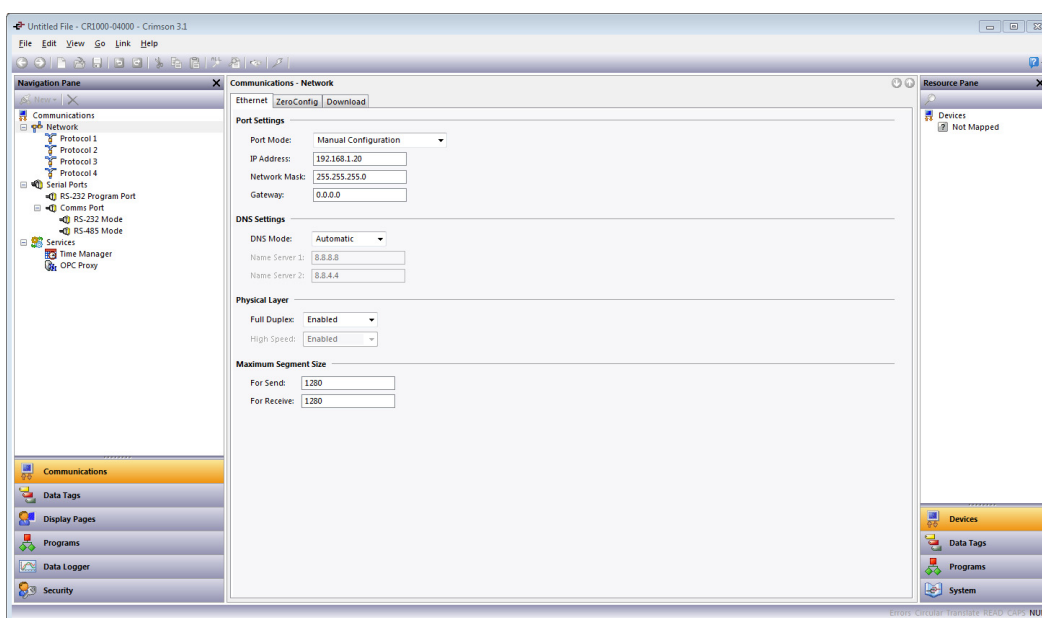 Untitled File - CR1000-04000 - Crimson 3.1
File Edit View Go Link Help
Navigation Pane
New
Communications
Network
Protocol 1
Protocol 2
Protocol 3
Protocol 4
Serial Ports
RS-232 Program Port
Comms Port
RS-232 Mode
RS-485 Mode
Services
Time Manager
OPC Proxy
Communications
Data Tags
Display Pages
Programs
Data Logger
Security
Communications - Network
Ethernet ZeroConfig Download
Port Settings
Port Mode: Manual Configuration
IP Address: 192.168.1.20
Network Mask: 255.255.255.0
Gateway: 0.0.0.0
DNS Settings
DNS Mode: Automatic
Name Server 1: 8.8.8.8
Name Server 2: 8.8.4.4
Physical Layer
Full Duplex: Enabled
High Speed: Enabled
Maximum Segment Size
For Send: 1280
For Receive: 1280
Resource Pane
Devices
Not Mapped
Devices
Data Tags
Programs
System
Errors Circular Translate READ CAPS NU